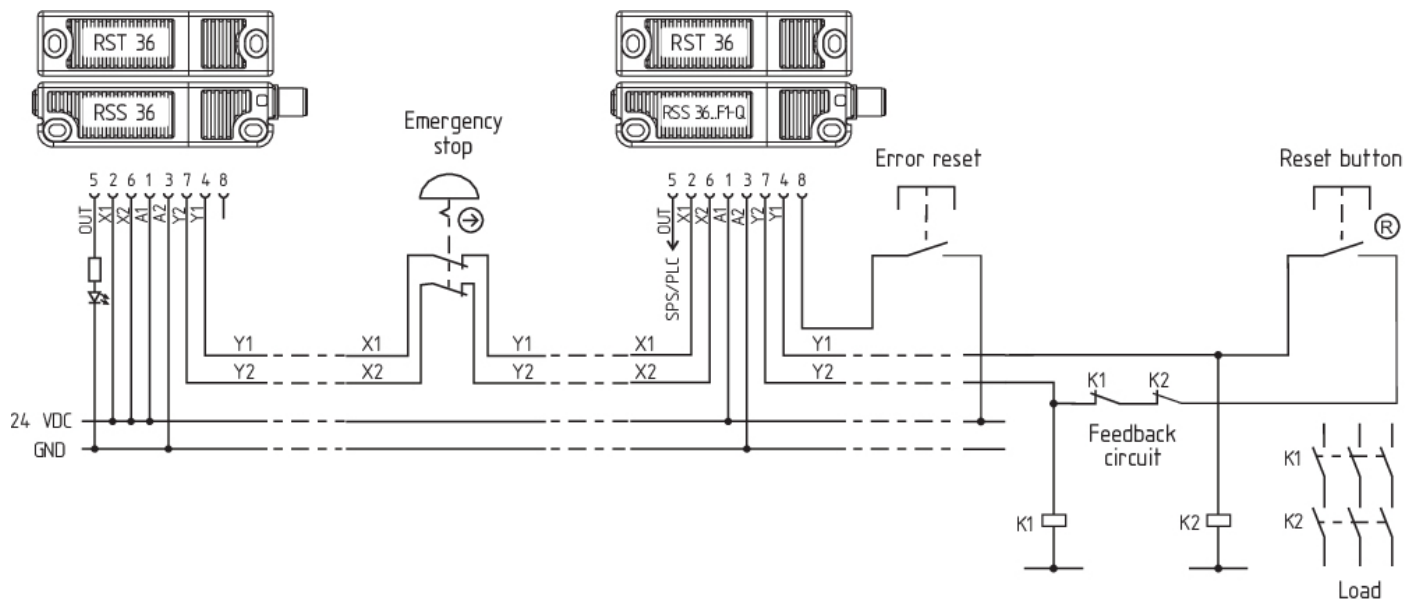 RST 36
RSS 36
RST 36
RSS 36..F1-Q
Emergency
stop
Error reset
Reset button
5 2 6 1 3 7 4 8
OUT X1 X2 A1 A2 Y2 Y1
5 2 6 1 3 7 4 8
OUT X1 X2 A1 A2 Y2 Y1
SPS/PLC
R
Y1 X1 Y1 X1 Y1
Y2 X2 Y2 X2 Y2
K1 K2
Feedback
circuit
24 VDC
GND
K1
K2
K1
K2
Load